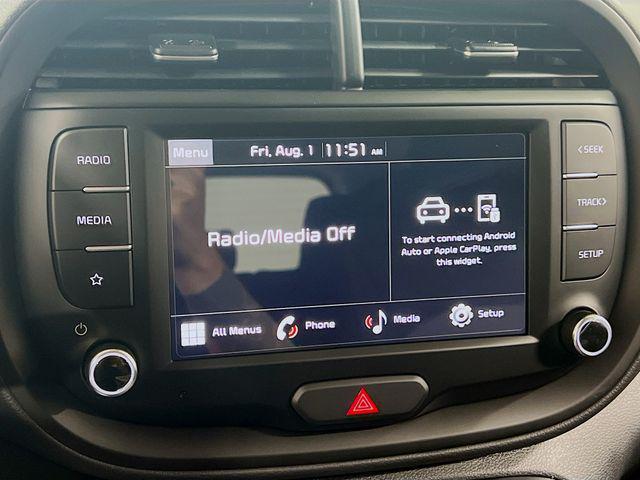 RADIO
MEDIA
Menu
Fri, Aug. 1 11:51 AM
Radio/Media Off
To start connecting Android
Auto or Apple CarPlay, press
this widget.
All Menus
Phone
Media
Setup
< SEEK
TRACK>
SETUP